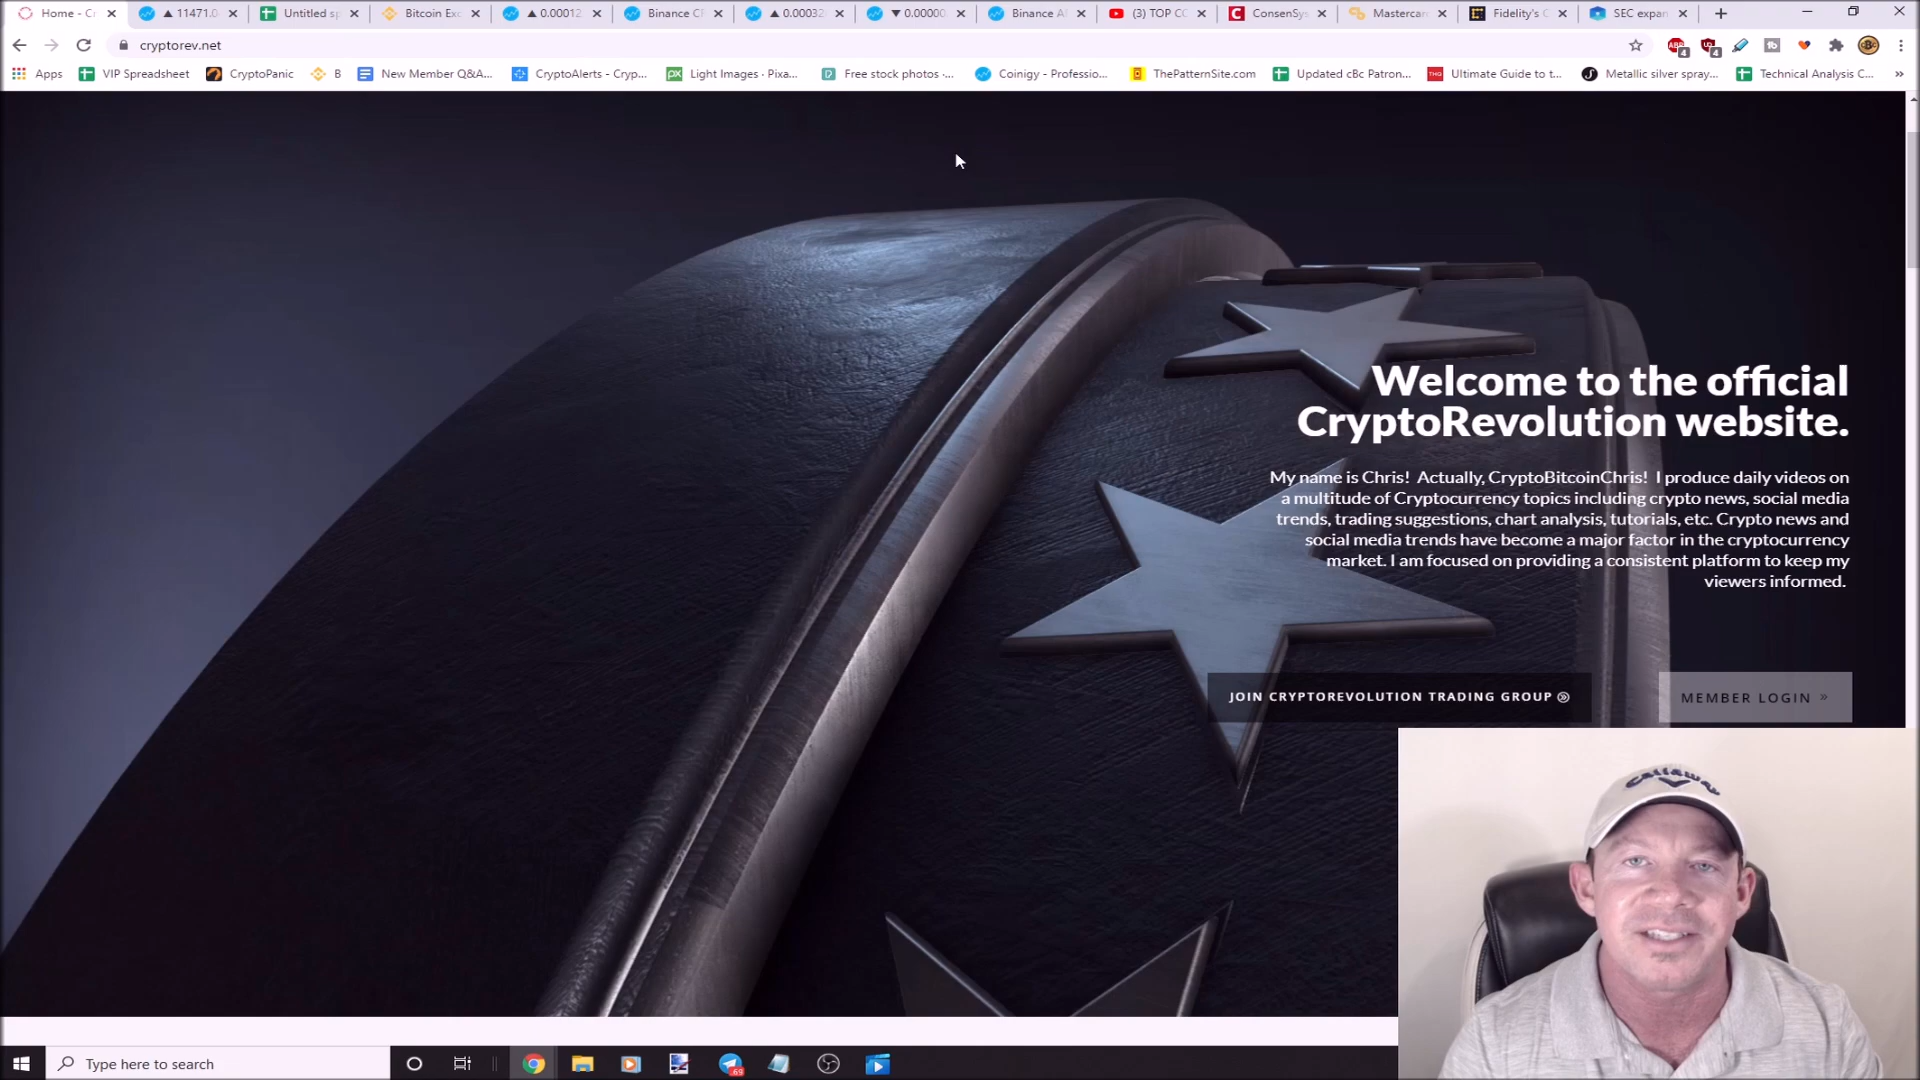 Home - Cr
11471.0
Untitled sp
Bitcoin Exc
0.00012
Binance Cl
0.00032
0.0000
Binance Al
(3) TOP CO
ConsenSys
Mastercar
Fidelity's C
SEC expan
cryptorev.net
Apps
VIP Spreadsheet
CryptoPanic
B
New Member Q&A...
CryptoAlerts - Cryp...
Light Images · Pixa...
Free stock photos ·...
Coinigy - Professio...
ThePatternSite.com
Updated cBc Patron...
Ultimate Guide to t...
Metallic silver spray...
Technical Analysis C...
Welcome to the official
CryptoRevolution website.
My name is Chris! Actually, CryptoBitcoinChris! I produce daily videos on
a multitude of Cryptocurrency topics including crypto news, social media
trends, trading suggestions, chart analysis, tutorials, etc. Crypto news and
social media trends have become a major factor in the cryptocurrency
market. I am focused on providing a consistent platform to keep my
viewers informed.
JOIN CRYPTOREVOLUTION TRADING GROUP
MEMBER LOGIN »
Callaway
Type here to search